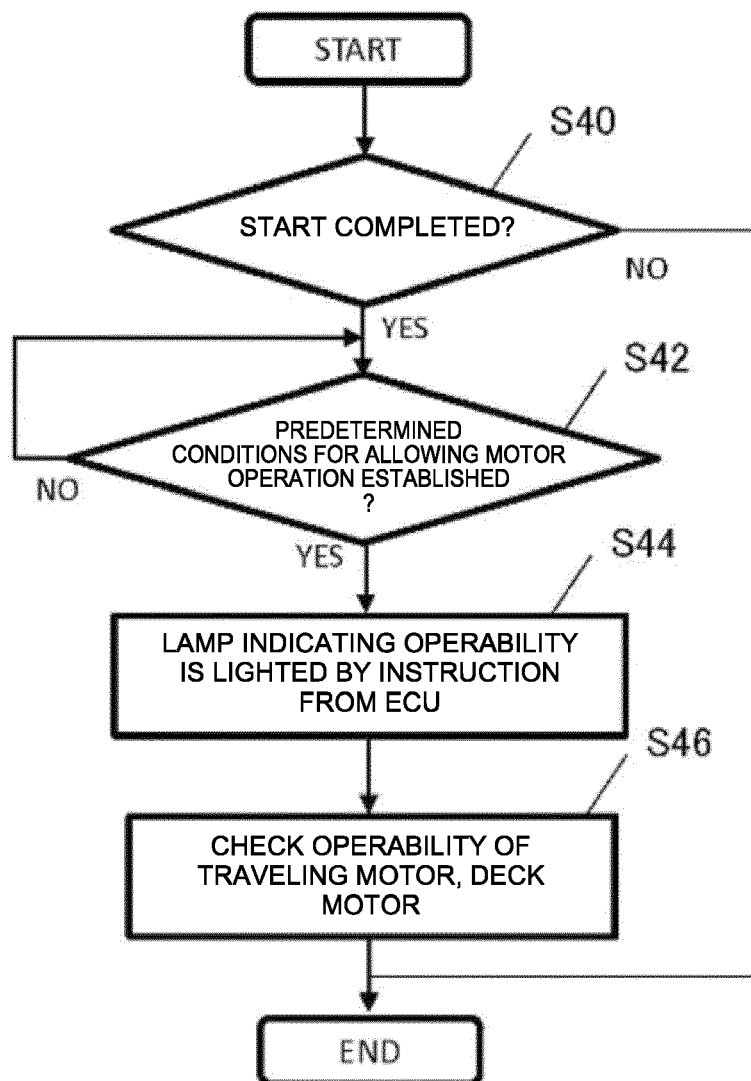 START
S40
START COMPLETED?
NO
YES
S42
PREDETERMINED
CONDITIONS FOR ALLOWING MOTOR
OPERATION ESTABLISHED
?
NO
YES
S44
LAMP INDICATING OPERABILITY
IS LIGHTED BY INSTRUCTION
FROM ECU
S46
CHECK OPERABILITY OF
TRAVELING MOTOR, DECK
MOTOR
END